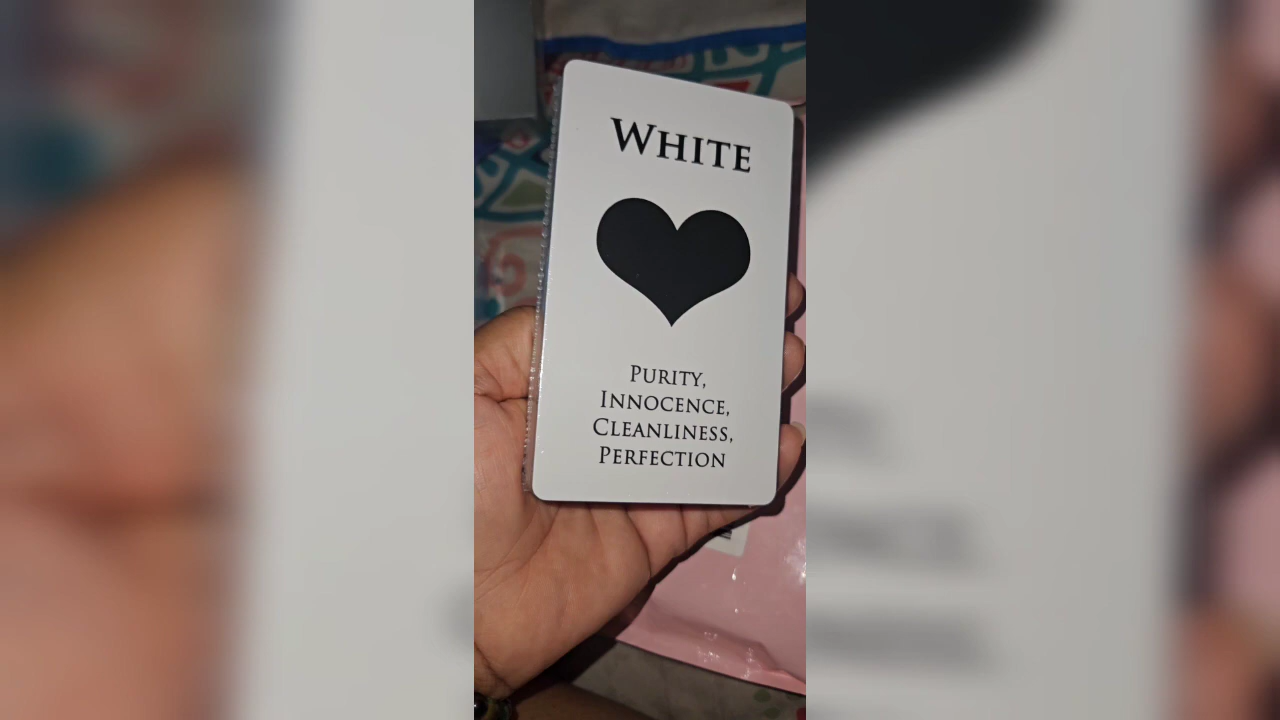 WHITE
PURITY,
INNOCENCE,
CLEANLINESS,
PERFECTION